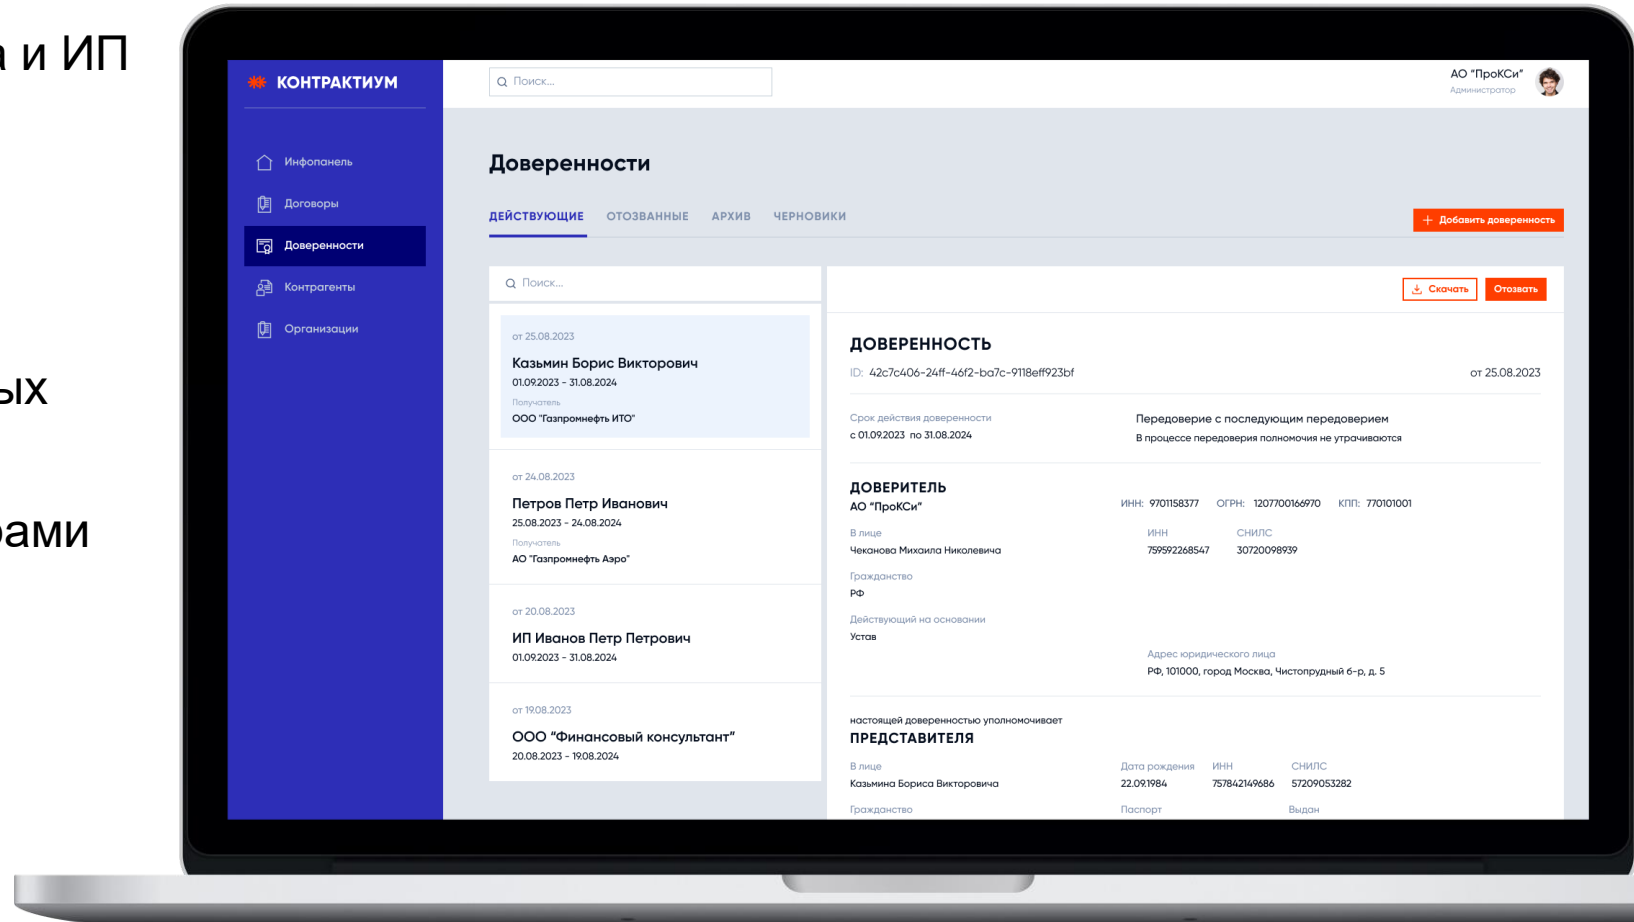 а и ИП
ых
рами
КОНТРАКТИУМ
Поиск...
АО “ПроКСи”
Администратор
Инфопанель
Договоры
Доверенности
Контрагенты
Организации
Доверенности
ДЕЙСТВУЮЩИЕ ОТОЗВАННЫЕ АРХИВ ЧЕРНОВИКИ
+ Добавить доверенность
Поиск...
от 25.08.2023
Казьмин Борис Викторович
01.09.2023 - 31.08.2024
Получатель
ООО "Газпромнефть ИТО"
от 24.08.2023
Петров Петр Иванович
25.08.2023 - 24.08.2024
Получатель
АО "Газпромнефть Аэро"
от 20.08.2023
ИП Иванов Петр Петрович
01.09.2023 - 31.08.2024
от 19.08.2023
ООО “Финансовый консультант”
20.08.2023 - 19.08.2024
Скачать Отозвать
ДОВЕРЕННОСТЬ
ID: 42c7c406-24ff-46f2-ba7c-9118eff923bf от 25.08.2023
Срок действия доверенности Передоверие с последующим передоверием
с 01.09.2023 по 31.08.2024 В процессе передоверия полномочия не утрачиваются
ДОВЕРИТЕЛЬ
АО “ПроКСи” ИНН: 9701158377 ОГРН: 1207700166970 КПП: 770101001
В лице ИНН СНИЛС
Чеканова Михаила Николевича 759592268547 30720098939
Гражданство
РФ
Действующий на основании
Устав
Адрес юридического лица
РФ, 101000, город Москва, Чистопрудный б-р, д. 5
настоящей доверенностью уполномочивает
ПРЕДСТАВИТЕЛЯ
В лице Дата рождения ИНН СНИЛС
Казьмина Бориса Викторовича 22.09.1984 757842149686 57209053282
Гражданство Паспорт Выдан